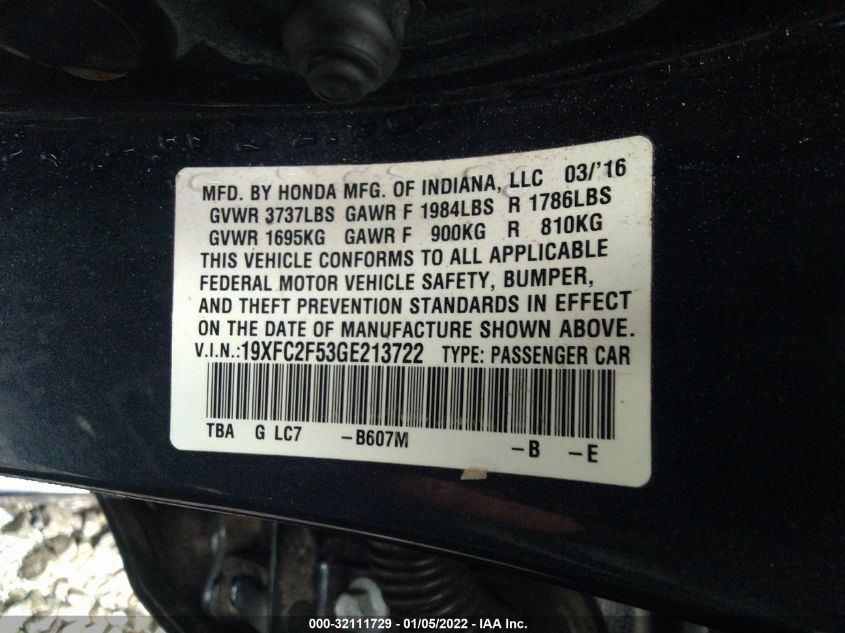 MFD. BY HONDA MFG. OF INDIANA, LLC 03/'16
GVWR 3737LBS GAWR F 1984LBS R 1786LBS
GVWR 1695KG GAWR F 900KG R 810KG
THIS VEHICLE CONFORMS TO ALL APPLICABLE
FEDERAL MOTOR VEHICLE SAFETY, BUMPER,
AND THEFT PREVENTION STANDARDS IN EFFECT
ON THE DATE OF MANUFACTURE SHOWN ABOVE.
V.I.N.:19XFC2F53GE213722 TYPE: PASSENGER CAR
TBA G LC7 -B607M -B -E
000-32111729 - 01/05/2022 - IAA Inc.